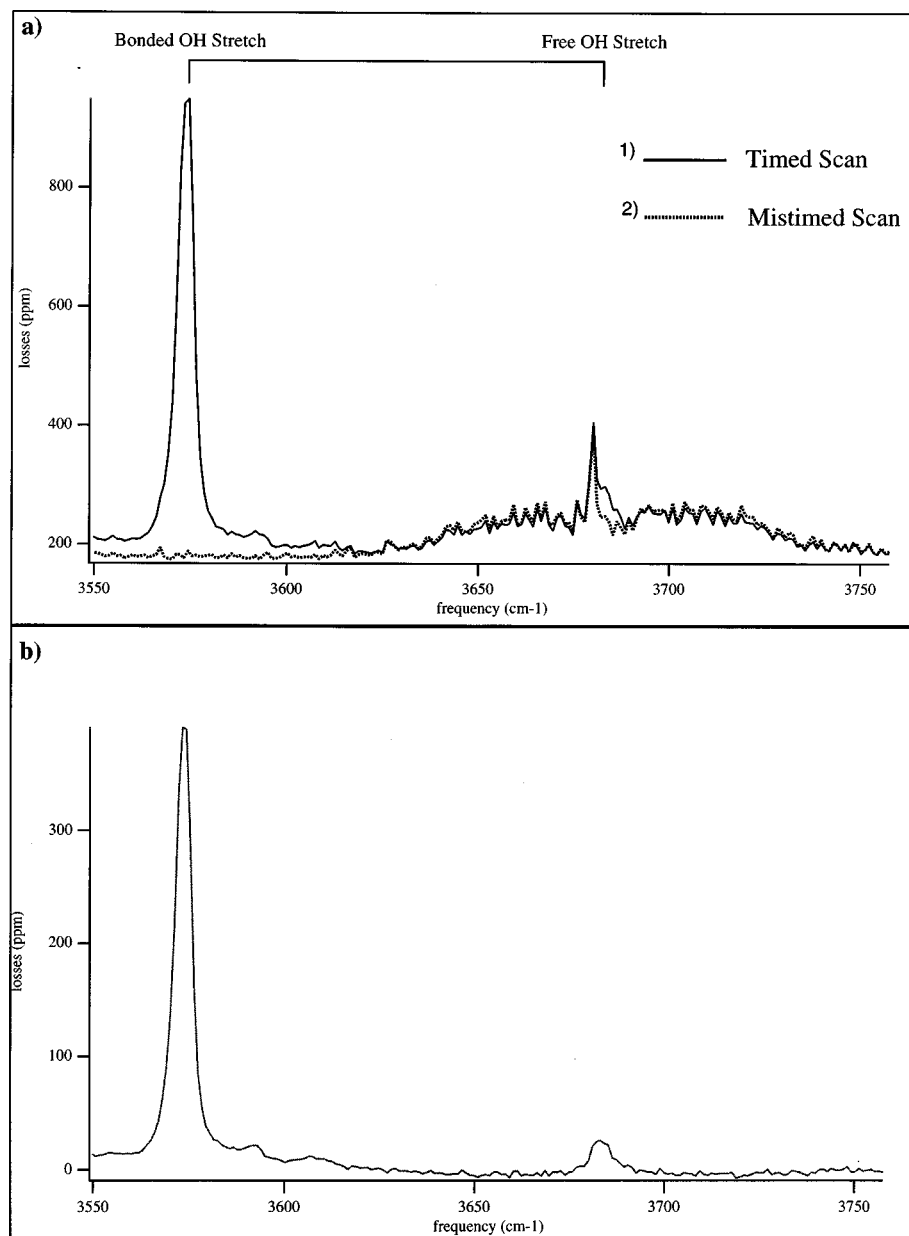 a)
Bonded OH Stretch
Free OH Stretch
1) Timed Scan
2) Mistimed Scan
losses (ppm)
800
600
400
200
3550
3600
3650
3700
3750
frequency (cm-1)
b)
losses (ppm)
300
200
100
0
3550
3600
3650
3700
3750
frequency (cm-1)